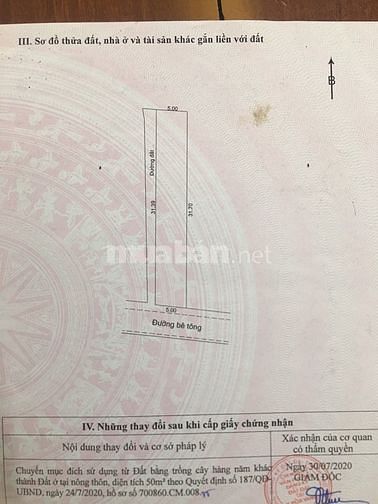 III. Sơ đồ thửa đất, nhà ở và tài sản khác gắn liền với đất
B
5.00
Đường đất
31.39
31.70
muaban.net
5.00
Đường bê tông
IV. Những thay đổi sau khi cấp giấy chứng nhận
Nội dung thay đổi và cơ sở pháp lý
Xác nhận của cơ quan
có thẩm quyền
Chuyển mục đích sử dụng từ Đất bằng trồng cây hàng năm khác
thành Đất ở tại nông thôn, diện tích 50m² theo Quyết định số 187/QĐ-
UBND, ngày 24/7/2020, hồ sơ số 700860.CM.008
Ngày 30/07/2020
GIÁM ĐỐC